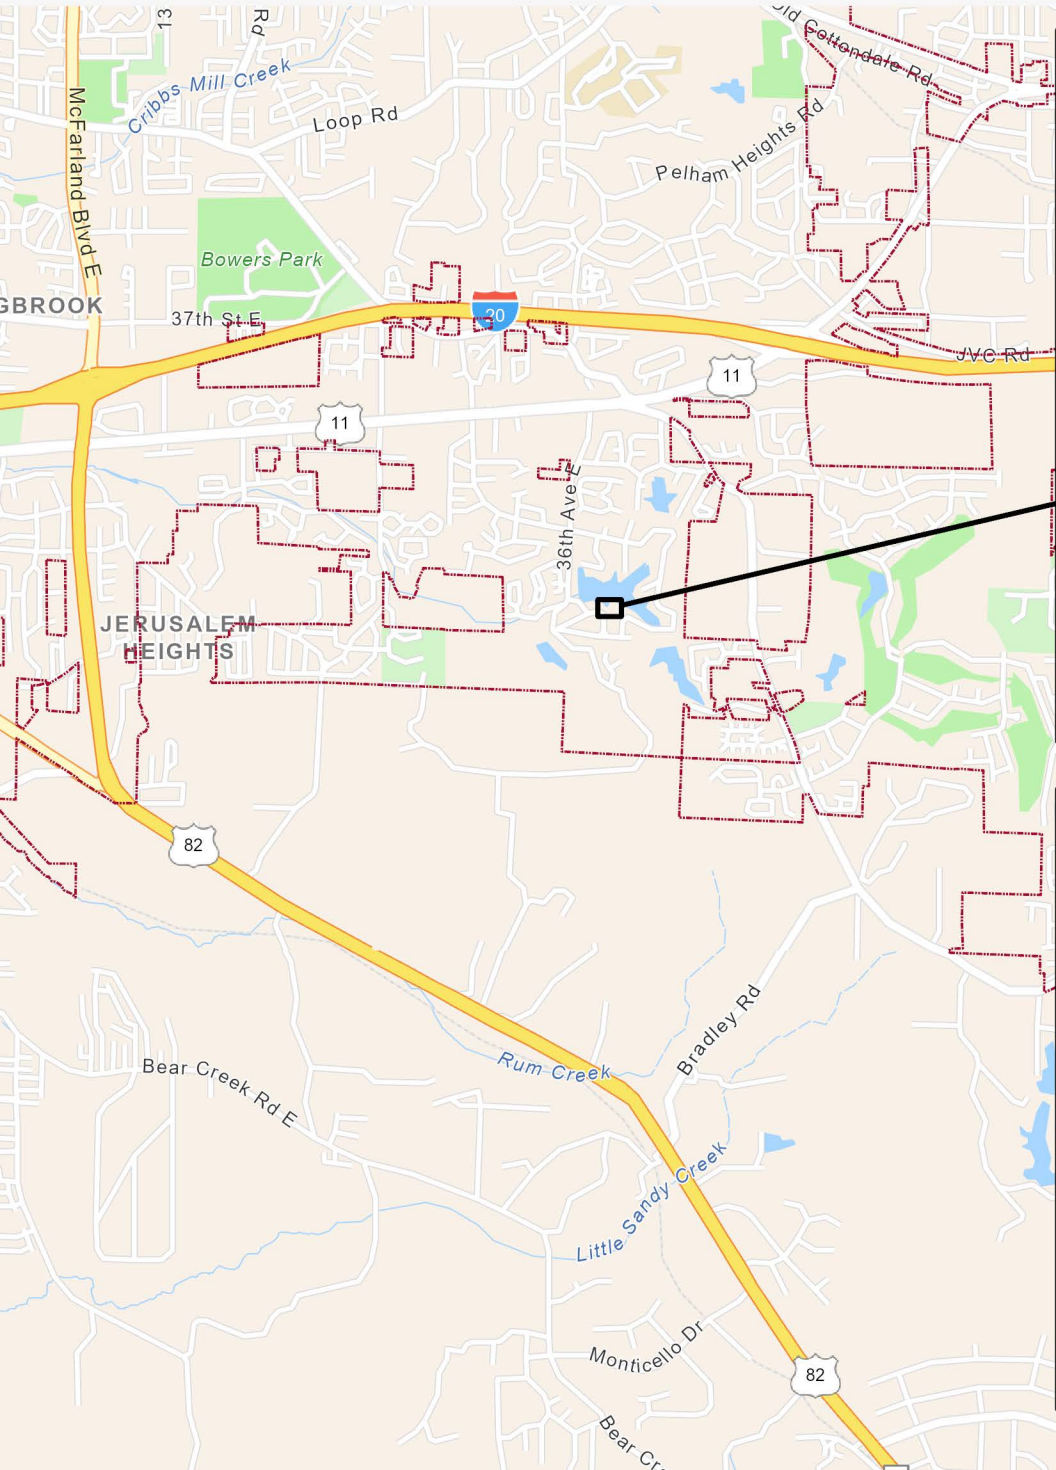 13
Rd
Old Cottondale Rd
Cribbs Mill Creek
McFarland Blvd E
Loop Rd
Pelham Heights Rd
Bowers Park
GBROOK
37th St E
20
JVC Rd
11
11
36th Ave E
JERUSALEM
HEIGHTS
82
Bradley Rd
Rum Creek
Bear Creek Rd E
Little Sandy Creek
Monticello Dr
82
Bear Cr